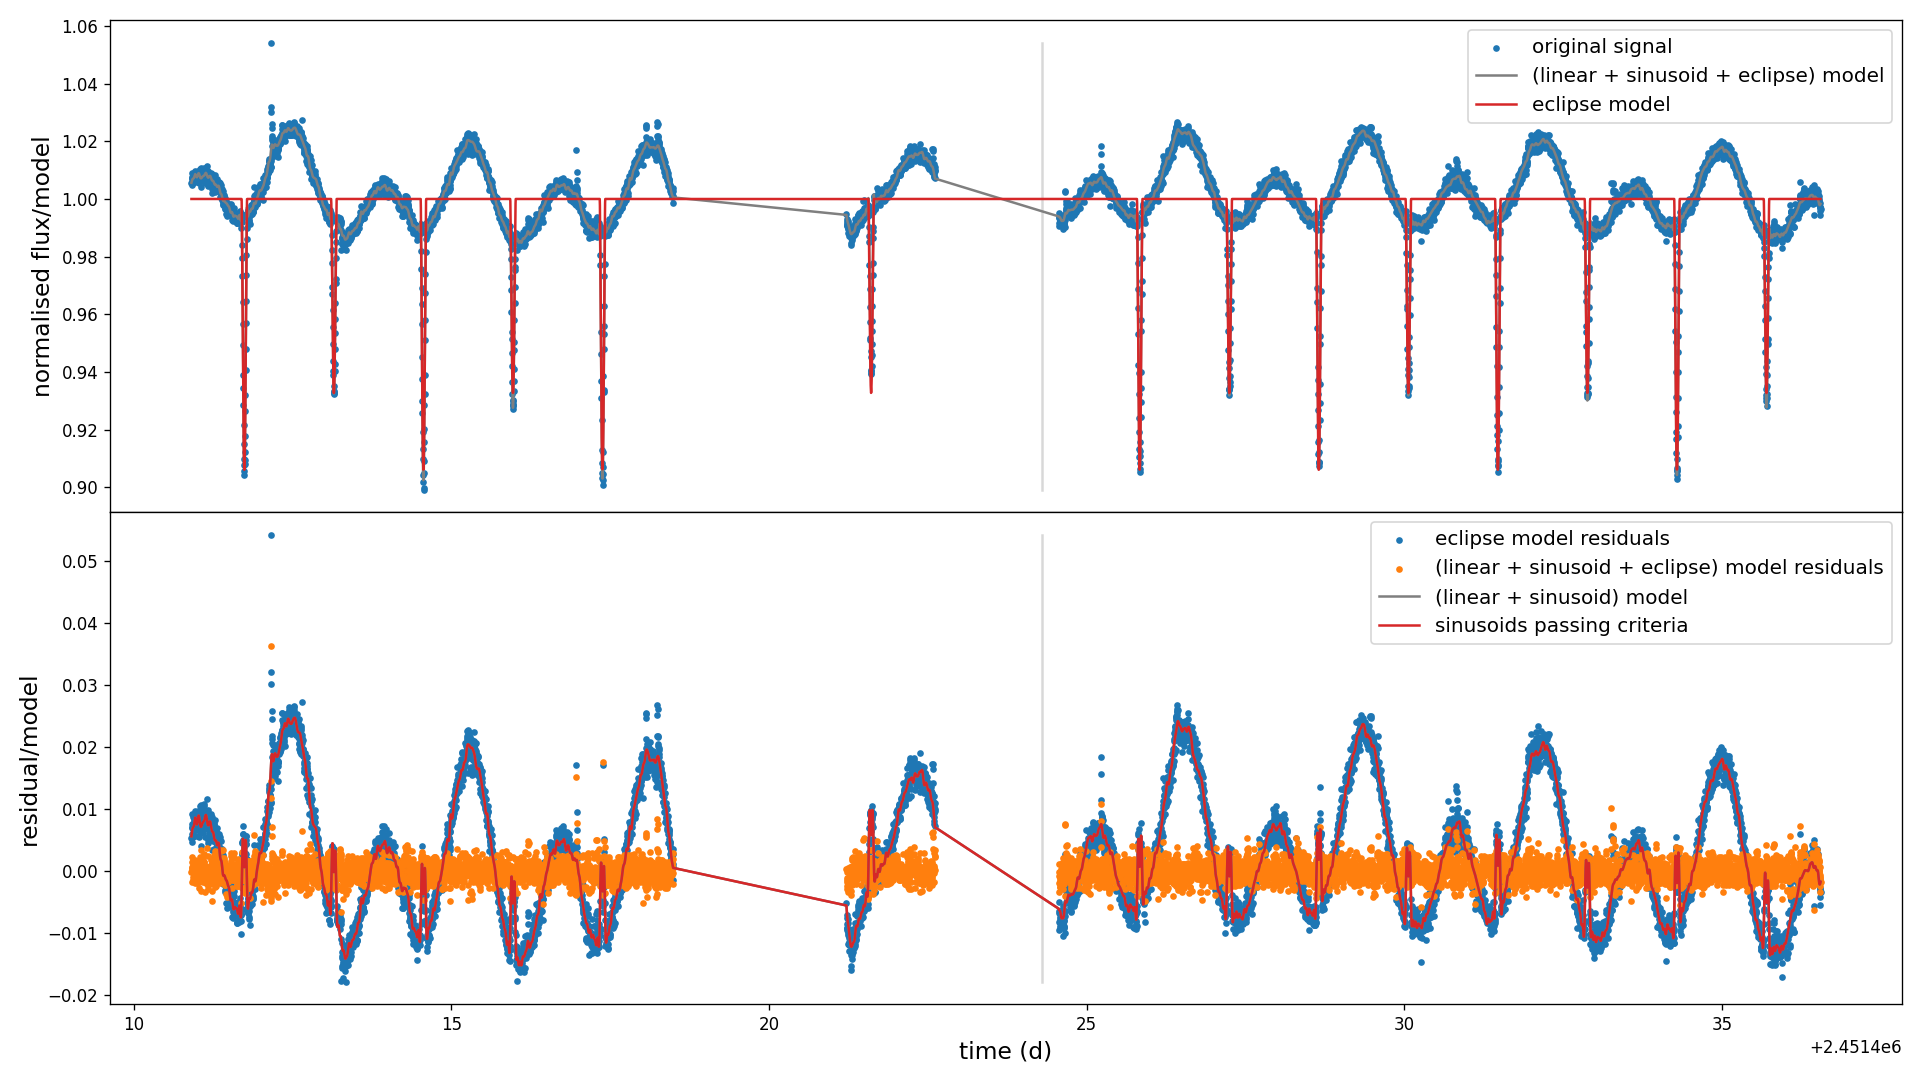 normalised flux/model
1.06
1.04
1.02
1.00
0.98
0.96
0.94
0.92
0.90
original signal
(linear + sinusoid + eclipse) model
eclipse model
residual/model
0.05
0.04
0.03
0.02
0.01
0.00
−0.01
−0.02
eclipse model residuals
(linear + sinusoid + eclipse) model residuals
(linear + sinusoid) model
sinusoids passing criteria
10
15
20
25
30
35
time (d)
+2.4514e6